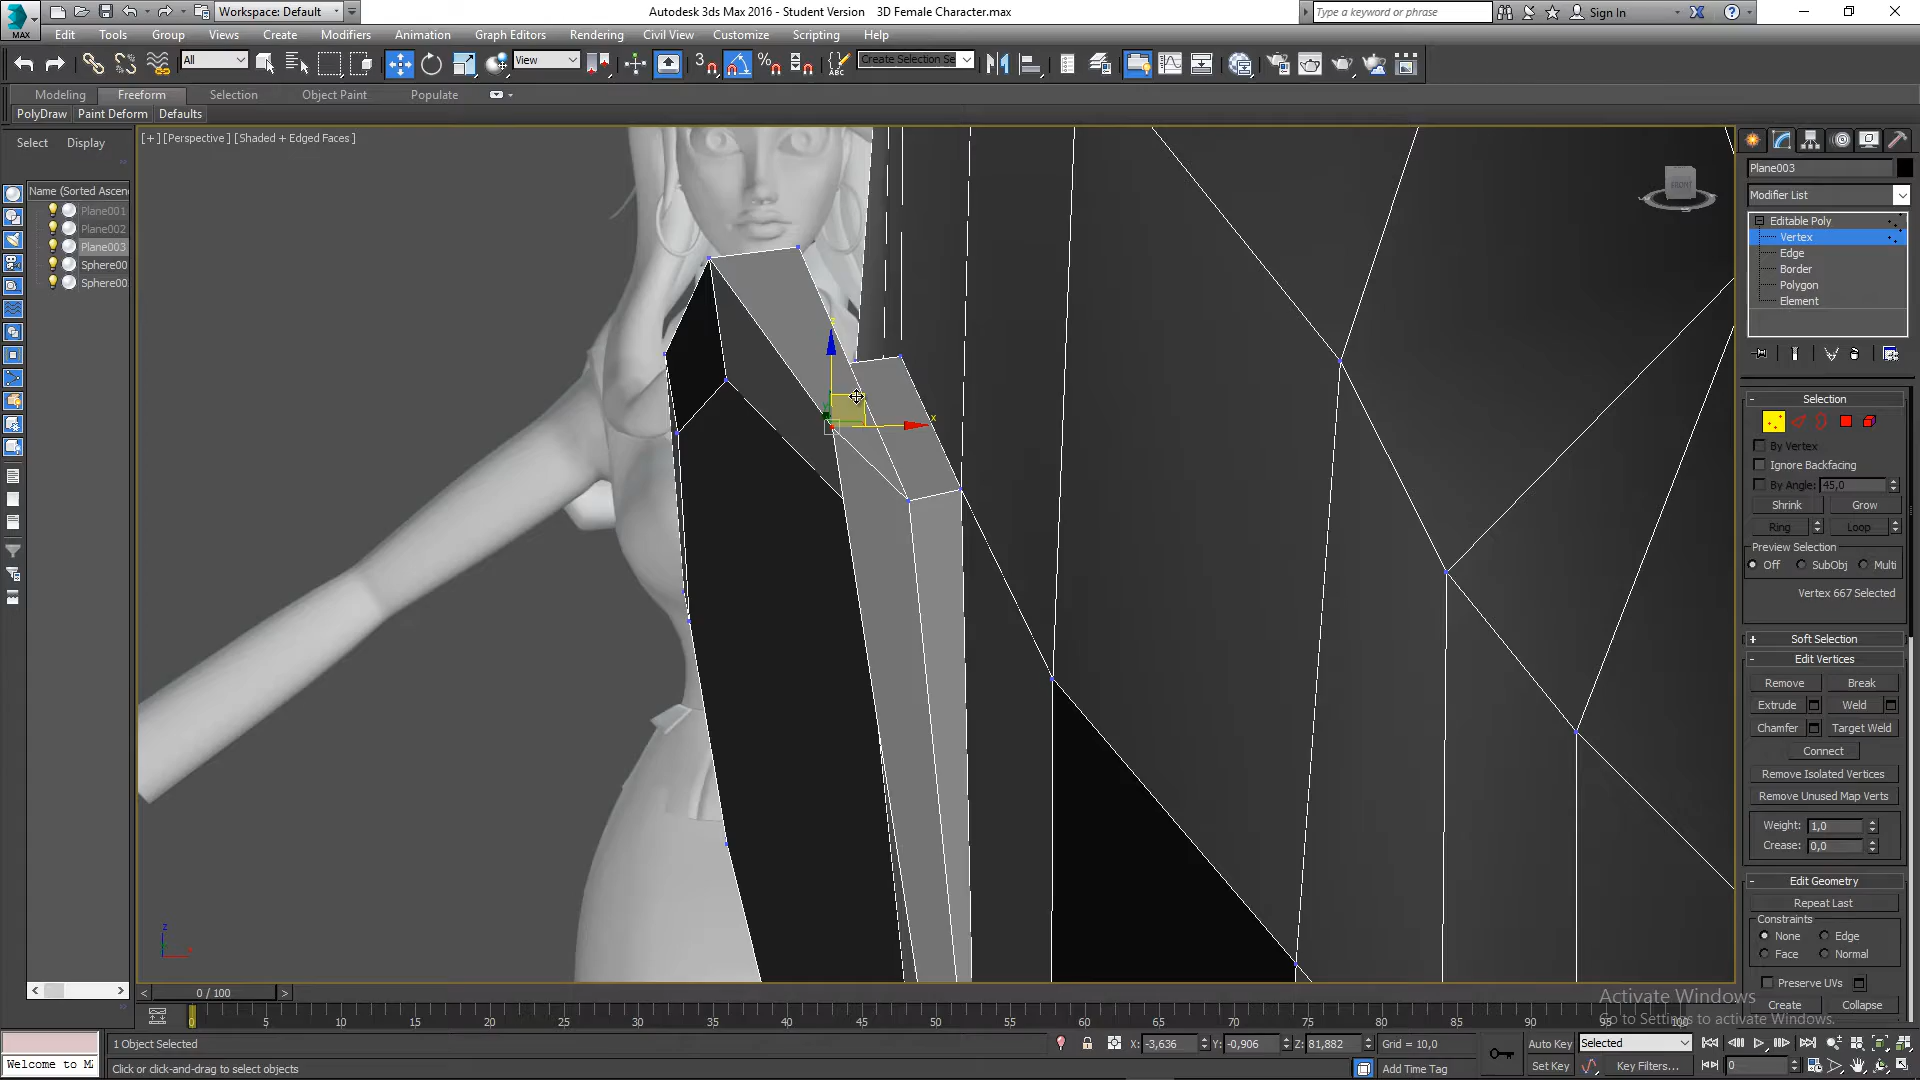 Workspace: Default
Autodesk 3ds Max 2016 - Student Version 3D Female Character.max
Type a keyword or phrase
Sign In
MAX
Edit Tools Group Views Create Modifiers Animation Graph Editors Rendering Civil View Customize Scripting Help
All
View
3
ABC
Create Selection Se
Modeling Freeform Selection Object Paint Populate
PolyDraw Paint Deform Defaults
Select Display
[+] [Perspective] [Shaded + Edged Faces]
FRONT
Name (Sorted Ascen
Plane001
Plane002
Plane003
Sphere00
Sphere00
Plane003
Modifier List
Editable Poly
Vertex
Edge
Border
Polygon
Element
Selection
By Vertex
Ignore Backfacing
By Angle: 45,0
Shrink Grow
Ring Loop
Preview Selection
Off SubObj Multi
Vertex 667 Selected
Soft Selection
Edit Vertices
Remove Break
Extrude Weld
Chamfer Target Weld
Connect
Remove Isolated Vertices
Remove Unused Map Verts
Weight: 1,0
Crease: 0,0
Edit Geometry
Repeat Last
Constraints
None Edge
Face Normal
Preserve UVs
Create Collapse
z
x
z
Activate Windows
Go to Settings to activate Windows.
0 / 100
0 5 10 15 20 25 30 35 40 45 50 55 60 65 70 75 80 85 90 95 100
1 Object Selected
X: -3,636 Y: -0,906 Z: 81,882 Grid = 10,0
Auto Key Selected
Welcome to M
Click or click-and-drag to select objects
Add Time Tag
Set Key Key Filters... 0